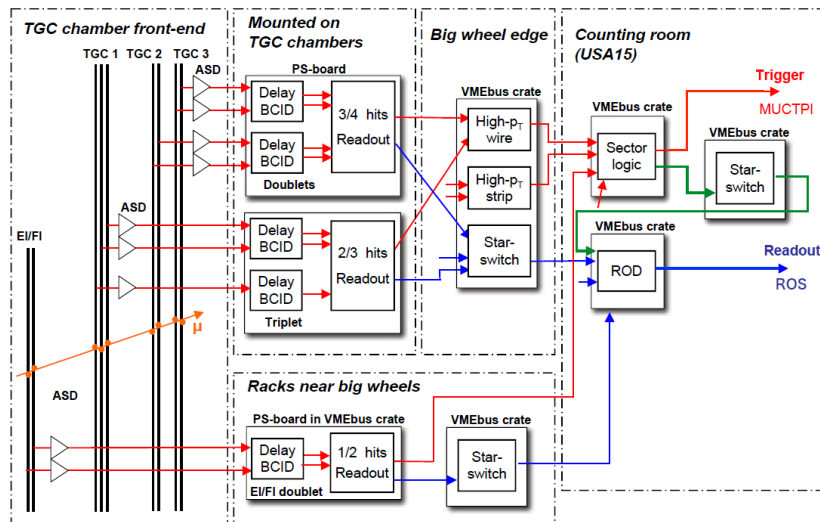 TGC chamber front-end
TGC 1
TGC 2
TGC 3
ASD
ASD
EI/FI
μ
ASD
Mounted on
TGC chambers
PS-board
Delay
BCID
3/4 hits
Readout
Delay
BCID
Doublets
Delay
BCID
2/3 hits
Readout
Delay
BCID
Triplet
Big wheel edge
VMEbus crate
High-pT
wire
High-pT
strip
Star-
switch
Counting room
(USA15)
Trigger
MUCTPI
VMEbus crate
Sector
logic
VMEbus crate
Star-
switch
VMEbus crate
ROD
Readout
ROS
Racks near big wheels
PS-board in VMEbus crate
Delay
BCID
1/2 hits
Readout
EI/FI doublet
VMEbus crate
Star-
switch